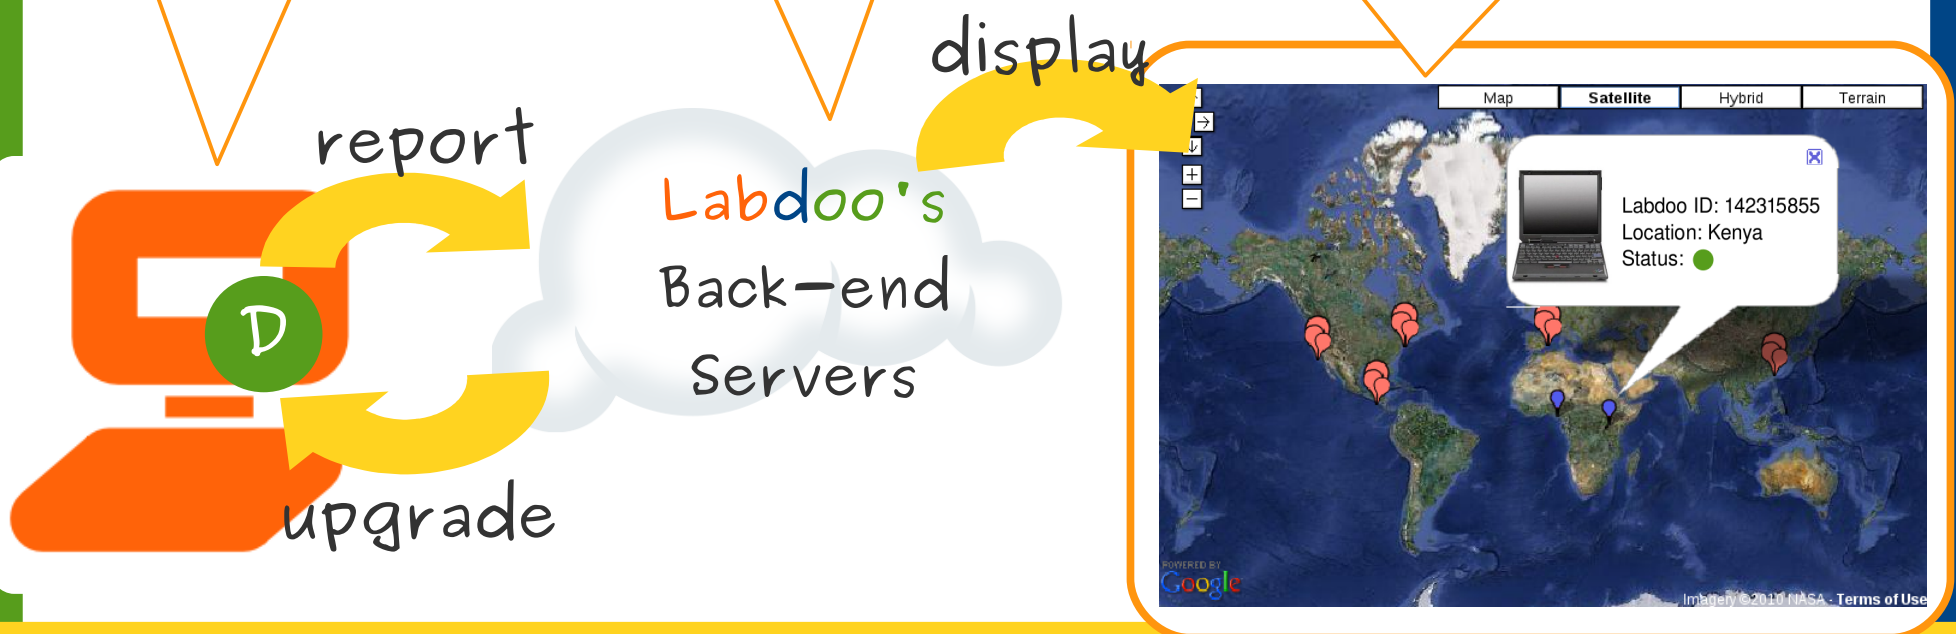 display
report
Labdoo's
Back-end
Servers
D
upgrade
Map Satellite Hybrid Terrain
Labdoo ID: 142315855
Location: Kenya
Status:
POWERED BY
Google
Imagery ©2010 NASA - Terms of Use